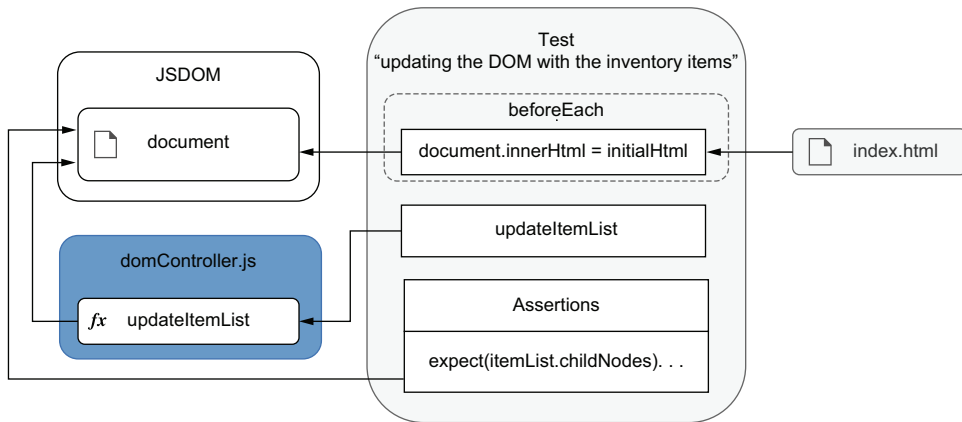 Test
“updating the DOM with the inventory items”
JSDOM
document
beforeEach
document.innerHtml = initialHtml
index.html
updateItemList
domController.js
fx updateItemList
Assertions
expect(itemList.childNodes). . .